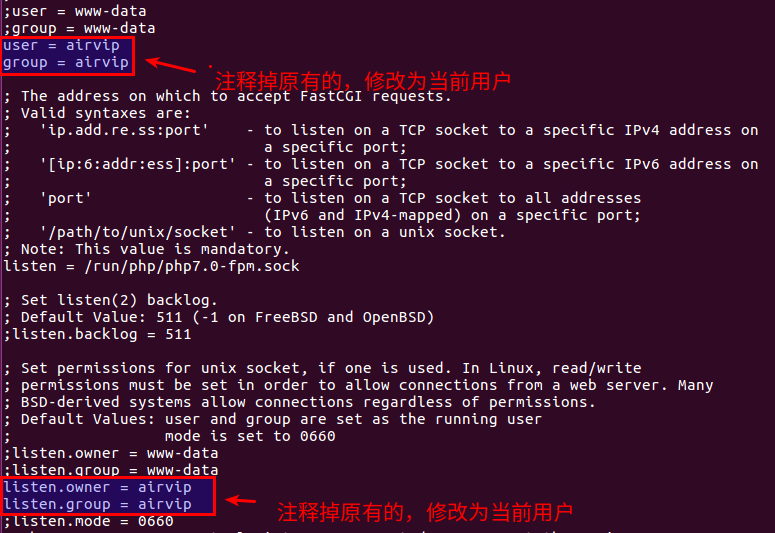 ;user = www-data
;group = www-data
user = airvip
group = airvip
注释掉原有的，修改为当前用户
; The address on which to accept FastCGI requests.
; Valid syntaxes are:
;   'ip.add.re.ss:port'    - to listen on a TCP socket to a specific IPv4 address on
;                            a specific port;
;   '[ip:6:addr:ess]:port' - to listen on a TCP socket to a specific IPv6 address on
;                            a specific port;
;   'port'                 - to listen on a TCP socket to all addresses
;                            (IPv6 and IPv4-mapped) on a specific port;
;   '/path/to/unix/socket' - to listen on a unix socket.
; Note: This value is mandatory.
listen = /run/php/php7.0-fpm.sock
; Set listen(2) backlog.
; Default Value: 511 (-1 on FreeBSD and OpenBSD)
;listen.backlog = 511
; Set permissions for unix socket, if one is used. In Linux, read/write
; permissions must be set in order to allow connections from a web server. Many
; BSD-derived systems allow connections regardless of permissions.
; Default Values: user and group are set as the running user
;                 mode is set to 0660
;listen.owner = www-data
;listen.group = www-data
listen.owner = airvip
listen.group = airvip
注释掉原有的，修改为当前用户
;listen.mode = 0660